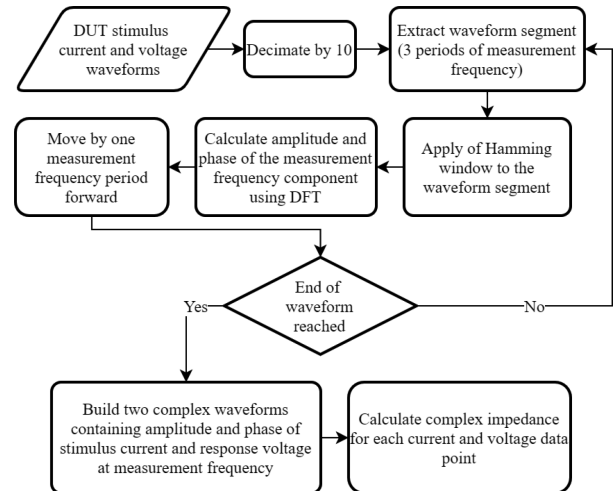 DUT stimulus
current and voltage
waveforms
Decimate by 10
Extract waveform segment
(3 periods of measurement
frequency)
Apply of Hamming
window to the
waveform segment
Calculate amplitude and
phase of the measurement
frequency component
using DFT
Move by one
measurement
frequency period
forward
End of
waveform
reached
Yes
No
Build two complex waveforms
containing amplitude and phase of
stimulus current and response voltage
at measurement frequency
Calculate complex impedance
for each current and voltage data
point